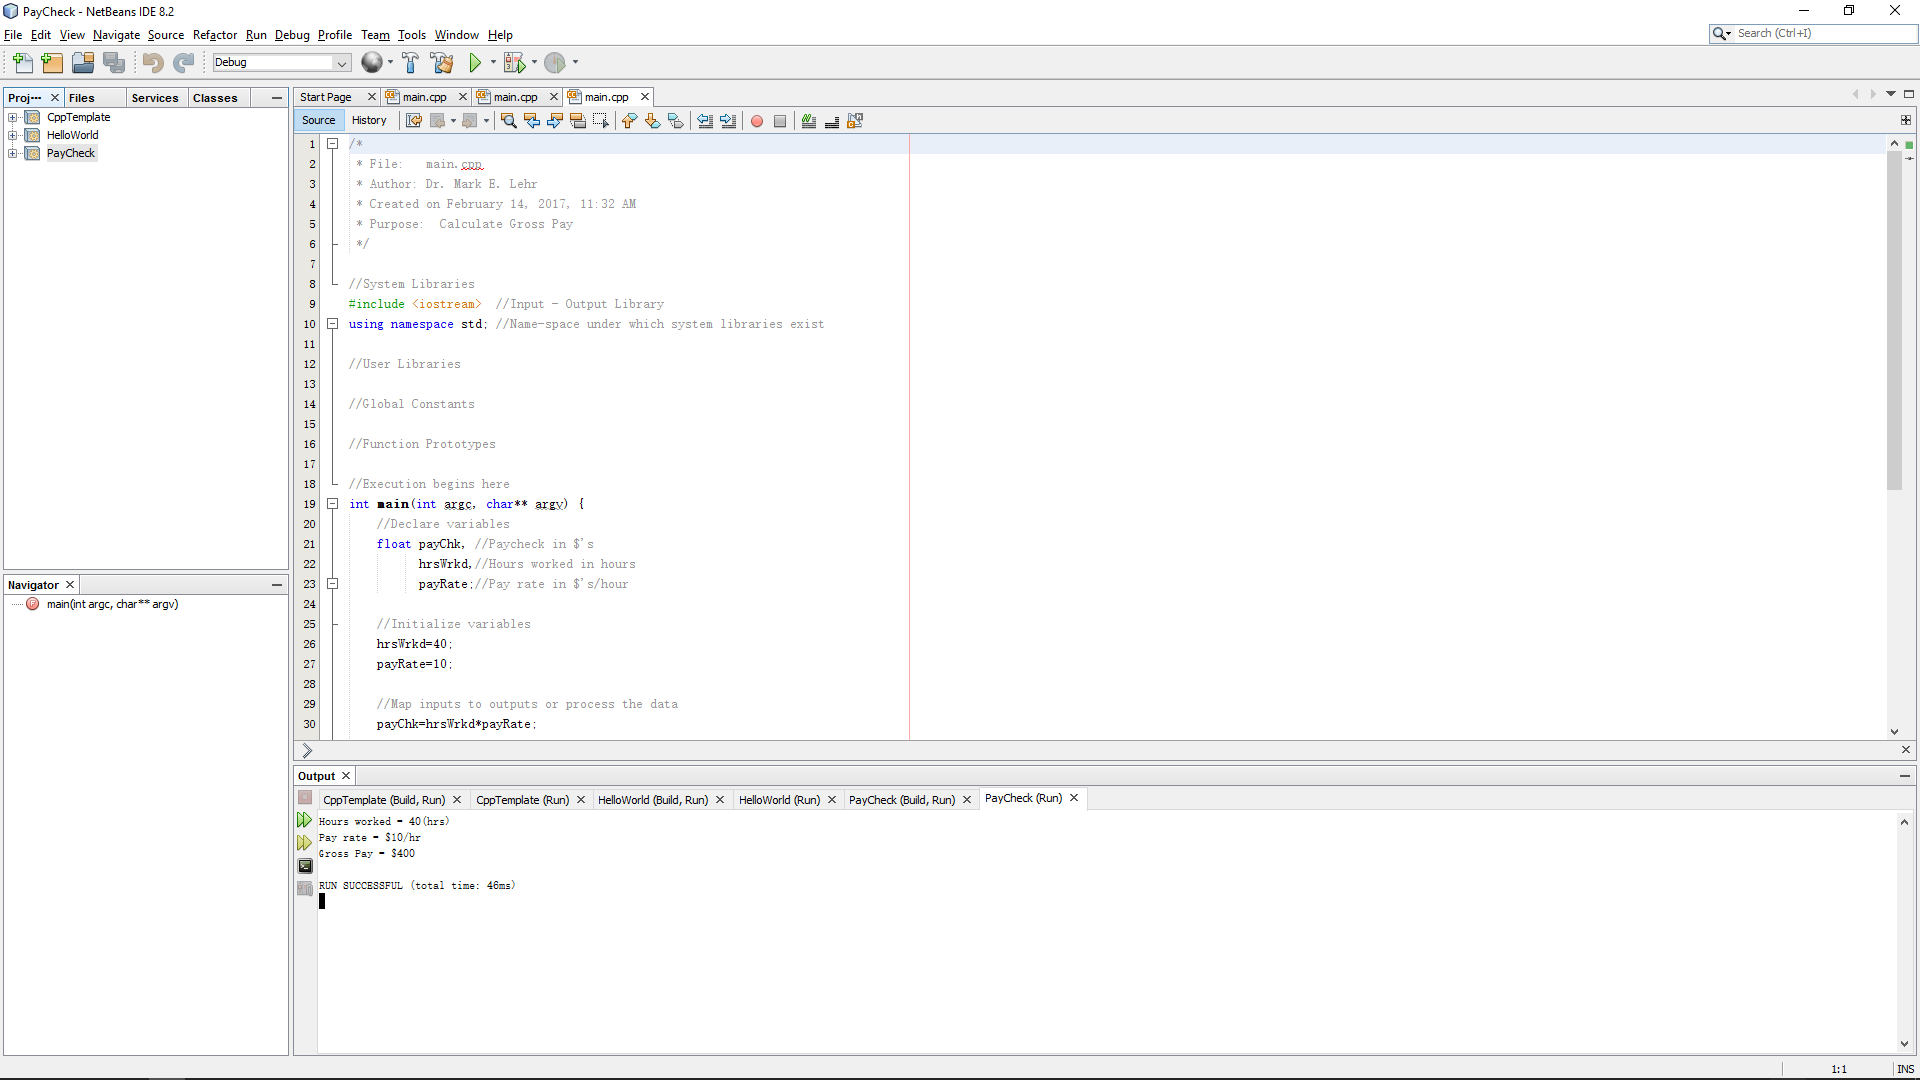 PayCheck - NetBeans IDE 8.2
File Edit View Navigate Source Refactor Run Debug Profile Team Tools Window Help
Search (Ctrl+I)
Debug
Proj··· Files Services Classes
CppTemplate
HelloWorld
PayCheck
Navigator
main(int argc, char** argv)
Start Page main.cpp main.cpp main.cpp
Source History
1 /*
2 * File:   main.cpp
3 * Author: Dr. Mark E. Lehr
4 * Created on February 14, 2017, 11:32 AM
5 * Purpose:  Calculate Gross Pay
6 */
7
8 //System Libraries
9 #include <iostream>  //Input - Output Library
10 using namespace std; //Name-space under which system libraries exist
11
12 //User Libraries
13
14 //Global Constants
15
16 //Function Prototypes
17
18 //Execution begins here
19 int main(int argc, char** argv) {
20 //Declare variables
21 float payChk, //Paycheck in $'s
22 hrsWrkd,//Hours worked in hours
23 payRate;//Pay rate in $'s/hour
24
25 //Initialize variables
26 hrsWrkd=40;
27 payRate=10;
28
29 //Map inputs to outputs or process the data
30 payChk=hrsWrkd*payRate;
Output
CppTemplate (Build, Run) CppTemplate (Run) HelloWorld (Build, Run) HelloWorld (Run) PayCheck (Build, Run) PayCheck (Run)
Hours worked = 40(hrs)
Pay rate = $10/hr
Gross Pay = $400
RUN SUCCESSFUL (total time: 46ms)
1:1 INS